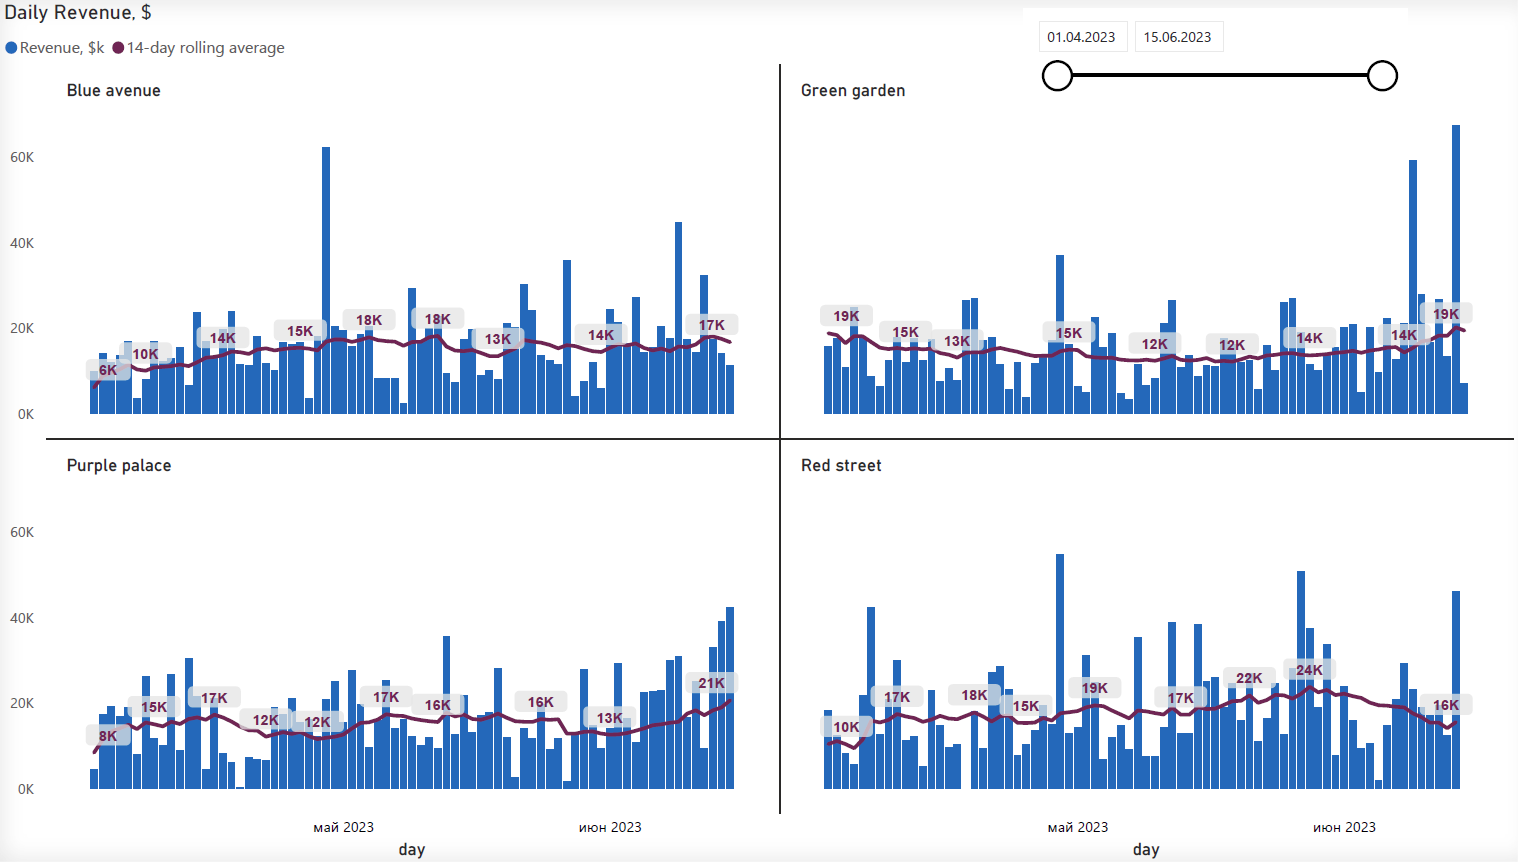 Daily Revenue, $
Revenue, $k 14-day rolling average
01.04.2023 15.06.2023
Blue avenue
60K
40K
20K
0K
6K 10K 14K 15K 18K 18K 13K 14K 17K
Green garden
19K 15K 13K 15K 12K 12K 14K 14K 19K
Purple palace
60K
40K
20K
0K
8K 15K 17K 12K 12K 17K 16K 16K 13K 21K
Red street
10K 17K 18K 15K 19K 17K 22K 24K 16K
май 2023 июн 2023
day
май 2023 июн 2023
day